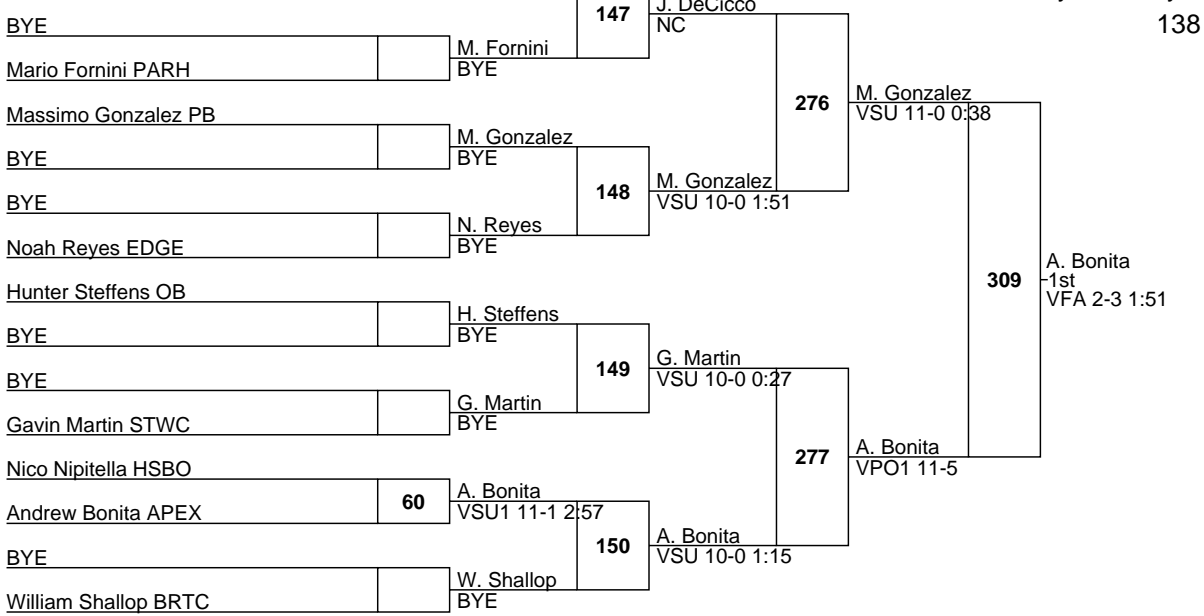 BYE
Mario Fornini PARH
Massimo Gonzalez PB
BYE
BYE
Noah Reyes EDGE
Hunter Steffens OB
BYE
BYE
Gavin Martin STWC
Nico Nipitella HSBO
Andrew Bonita APEX
BYE
William Shallop BRTC
60
M. Fornini
BYE
M. Gonzalez
BYE
N. Reyes
BYE
H. Steffens
BYE
G. Martin
BYE
A. Bonita
VSU1 11-1 2:57
W. Shallop
BYE
147
148
149
150
J. DeCicco
NC
M. Gonzalez
VSU 10-0 1:51
G. Martin
VSU 10-0 0:27
A. Bonita
VSU 10-0 1:15
276
277
M. Gonzalez
VSU 11-0 0:38
A. Bonita
VPO1 11-5
309
A. Bonita
1st
VFA 2-3 1:51
138